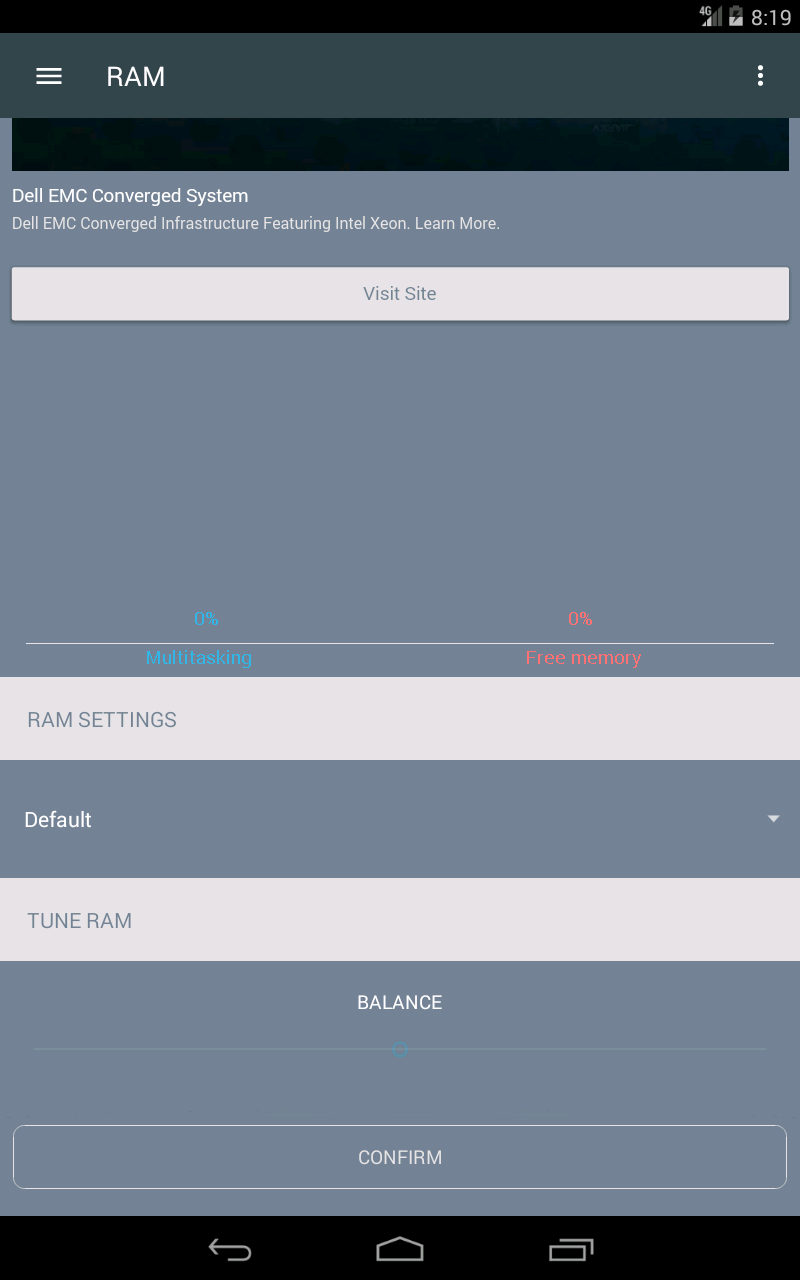 4G 8:19
RAM
Dell EMC Converged System
Dell EMC Converged Infrastructure Featuring Intel Xeon. Learn More.
Visit Site
0% 0%
Multitasking Free memory
RAM SETTINGS
Default
TUNE RAM
BALANCE
CONFIRM